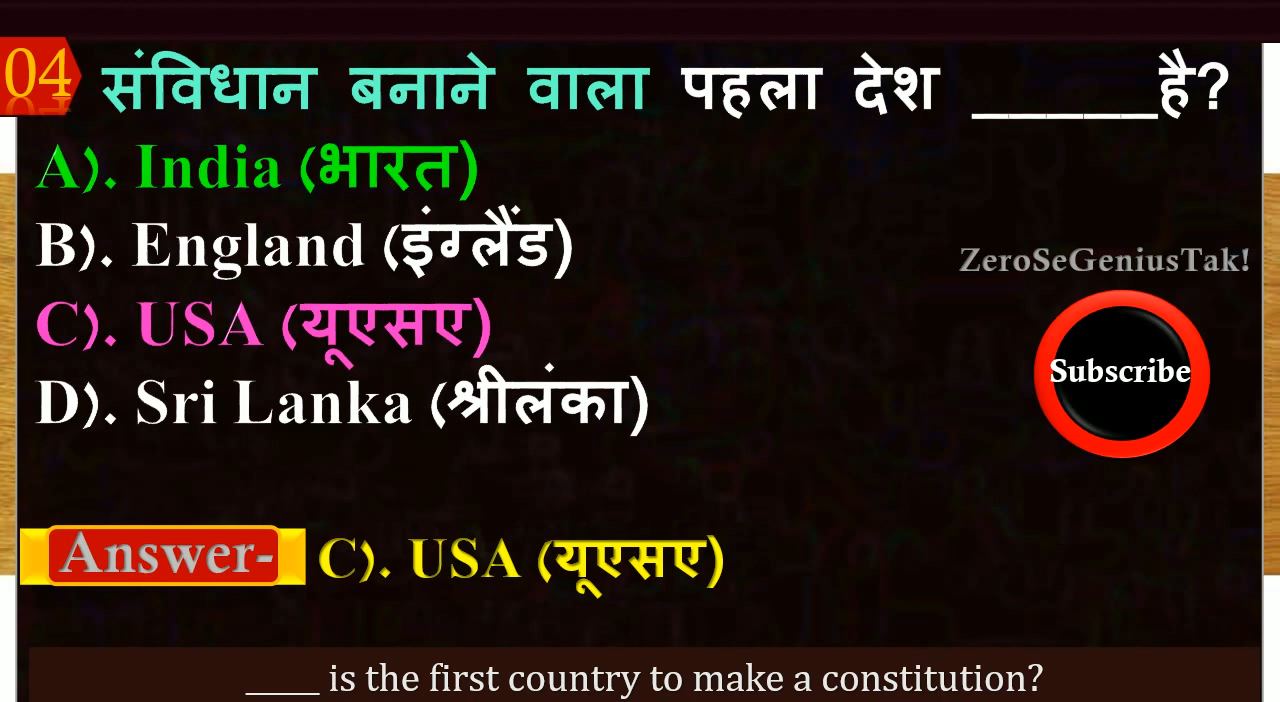 04 संविधान बनाने वाला पहला देश ______है?
A). India (भारत)
B). England (इंग्लैंड)
ZeroSeGeniusTak!
C). USA (यूएसए)
Subscribe
D). Sri Lanka (श्रीलंका)
Answer- C). USA (यूएसए)
____ is the first country to make a constitution?